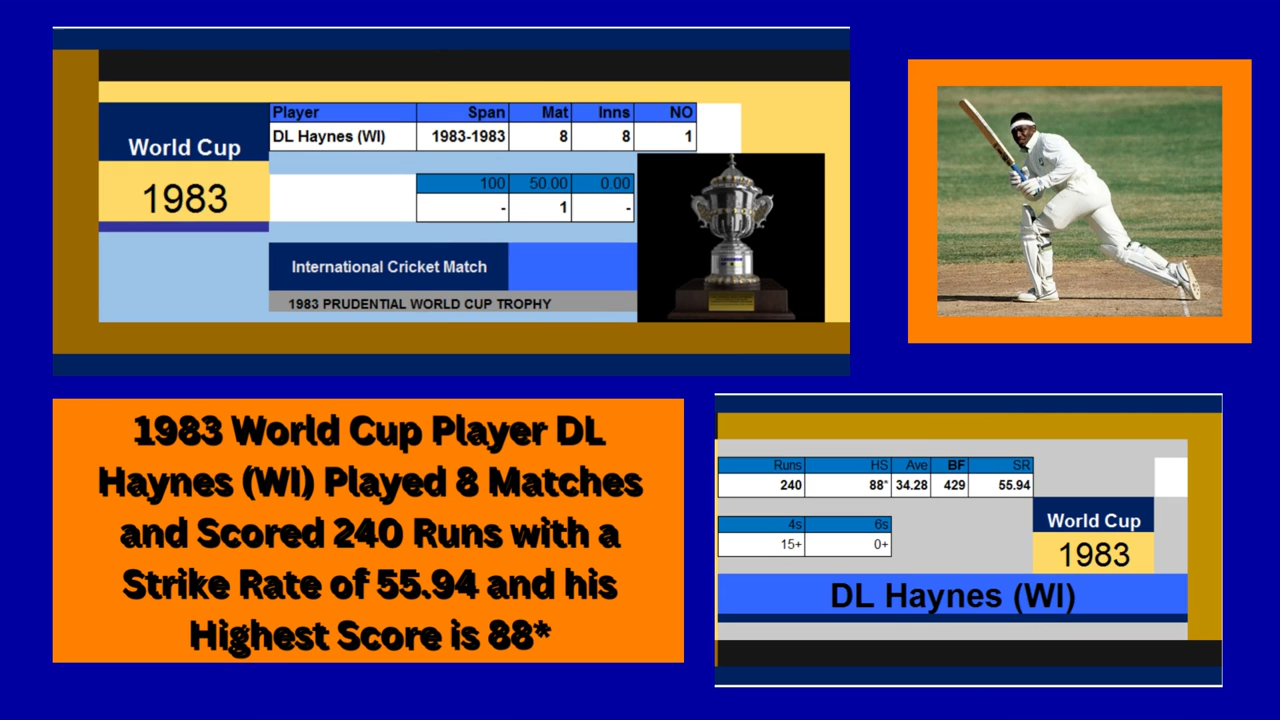 Player Span Mat Inns NO
DL Haynes (WI) 1983-1983 8 8 1
World Cup
1983
100 50.00 0.00
- 1 -
International Cricket Match
1983 PRUDENTIAL WORLD CUP TROPHY
1983 World Cup Player DL
Haynes (WI) Played 8 Matches
and Scored 240 Runs with a
Strike Rate of 55.94 and his
Highest Score is 88*
Runs HS Ave BF SR
240 88* 34.28 429 55.94
4s 6s
15+ 0+
World Cup
1983
DL Haynes (WI)